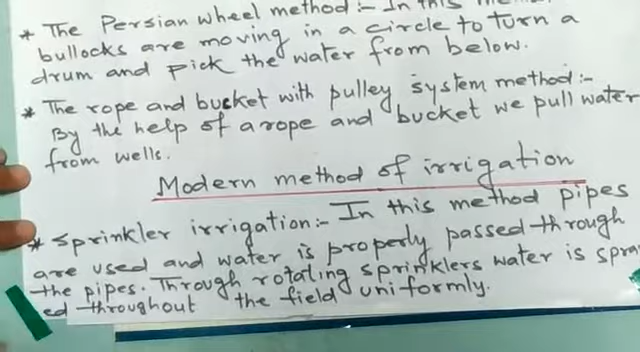 * The Persian wheel method :- In this
bullocks are moving in a circle to turn a
drum and pick the water from below.
* The rope and bucket with pulley system method:-
By the help of a rope and bucket we pull water
from wells.
Modern method of irrigation
* Sprinkler irrigation:- In this method pipes
are used and water is properly passed through
the pipes. Through rotating sprinklers water is spra
ed throughout the field uniformly.